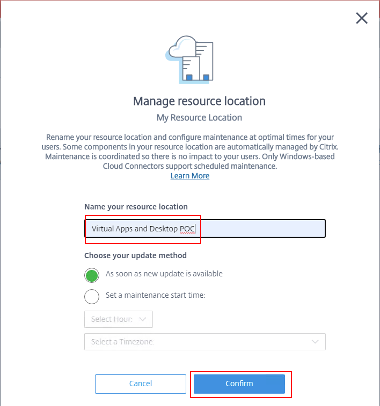 Manage resource location
My Resource Location
Rename your resource location and configure maintenance at optimal times for your
users. Some components in your resource location are automatically managed by Citrix.
Maintenance is coordinated so there is no impact to your users. Only Windows-based
Cloud Connectors support scheduled maintenance.
Learn More
Name your resource location
Virtual Apps and Desktop POC
Choose your update method
As soon as new update is available
Set a maintenance start time:
Select Hour:
Select a Timezone:
Cancel
Confirm